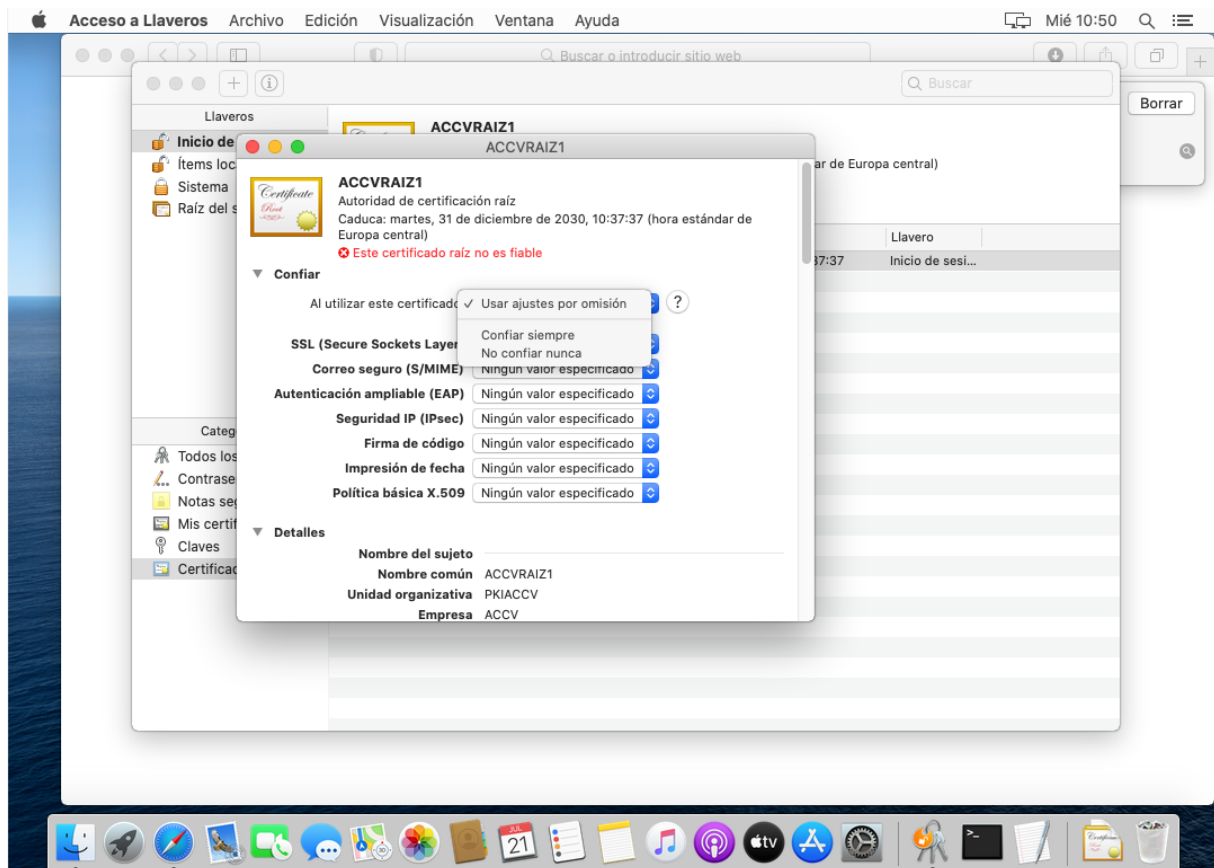 Acceso a Llaveros Archivo Edición Visualización Ventana Ayuda Mié 10:50
Buscar o introducir sitio web
Buscar
Borrar
Llaveros
Inicio de
Ítems loc
Sistema
Raíz del s
ACCVRAIZ1
ar de Europa central)
Llavero
37:37 Inicio de sesi...
Categ
Todos los
Contrase
Notas seg
Mis certif
Claves
Certificad
ACCVRAIZ1
Certificate
Root
ACCVRAIZ1
Autoridad de certificación raíz
Caduca: martes, 31 de diciembre de 2030, 10:37:37 (hora estándar de
Europa central)
Este certificado raíz no es fiable
Confiar
Al utilizar este certificado ✓ Usar ajustes por omisión ?
Confiar siempre
No confiar nunca
SSL (Secure Sockets Layer
Correo seguro (S/MIME) Ningún valor especificado
Autenticación ampliable (EAP) Ningún valor especificado
Seguridad IP (IPsec) Ningún valor especificado
Firma de código Ningún valor especificado
Impresión de fecha Ningún valor especificado
Política básica X.509 Ningún valor especificado
Detalles
Nombre del sujeto
Nombre común ACCVRAIZ1
Unidad organizativa PKIACCV
Empresa ACCV
JUL
21
tv